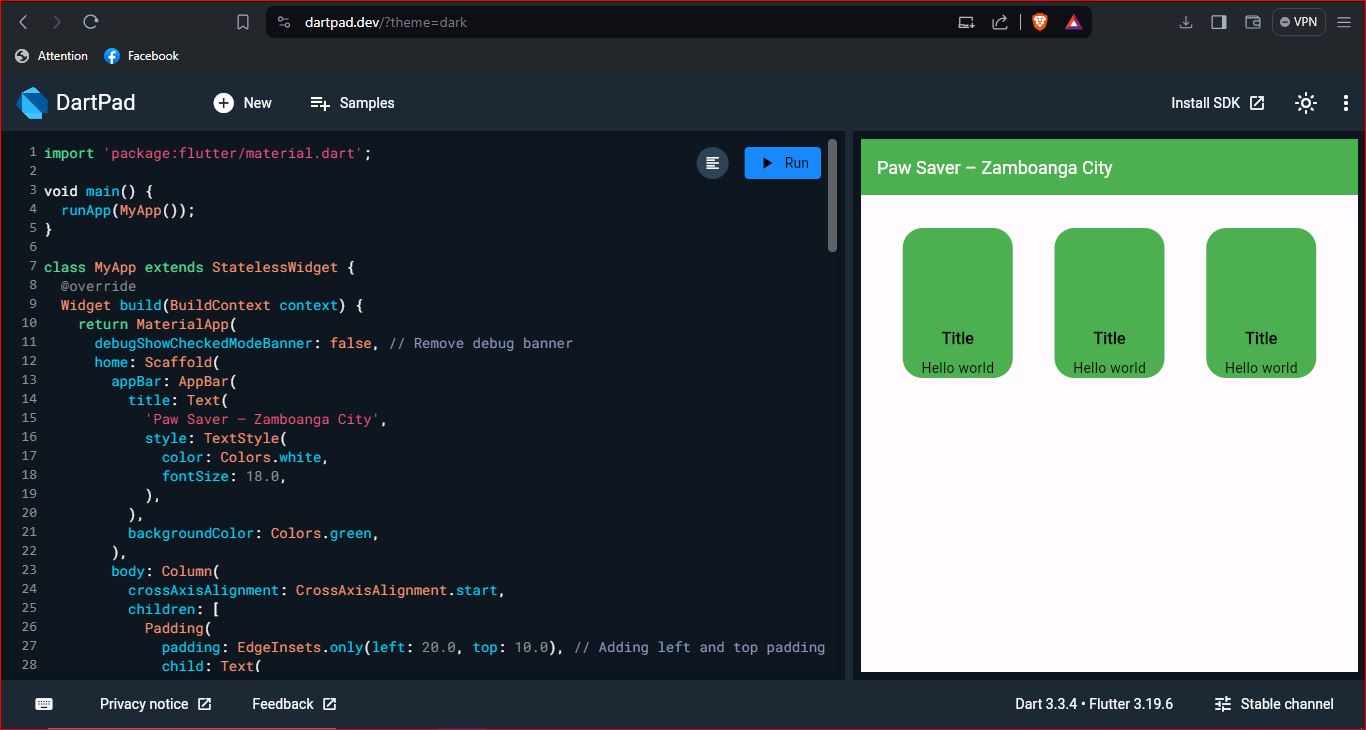 dartpad.dev/?theme=dark
VPN
Attention
Facebook
DartPad
New
Samples
Install SDK
1 import 'package:flutter/material.dart';
2
3 void main() {
4   runApp(MyApp());
5 }
6
7 class MyApp extends StatelessWidget {
8   @override
9   Widget build(BuildContext context) {
10     return MaterialApp(
11       debugShowCheckedModeBanner: false, // Remove debug banner
12       home: Scaffold(
13         appBar: AppBar(
14           title: Text(
15             'Paw Saver – Zamboanga City',
16             style: TextStyle(
17               color: Colors.white,
18               fontSize: 18.0,
19             ),
20           ),
21           backgroundColor: Colors.green,
22         ),
23         body: Column(
24           crossAxisAlignment: CrossAxisAlignment.start,
25           children: [
26             Padding(
27               padding: EdgeInsets.only(left: 20.0, top: 10.0), // Adding left and top padding
28               child: Text(
Run
Paw Saver – Zamboanga City
Title
Hello world
Title
Hello world
Title
Hello world
Privacy notice
Feedback
Dart 3.3.4 • Flutter 3.19.6
Stable channel